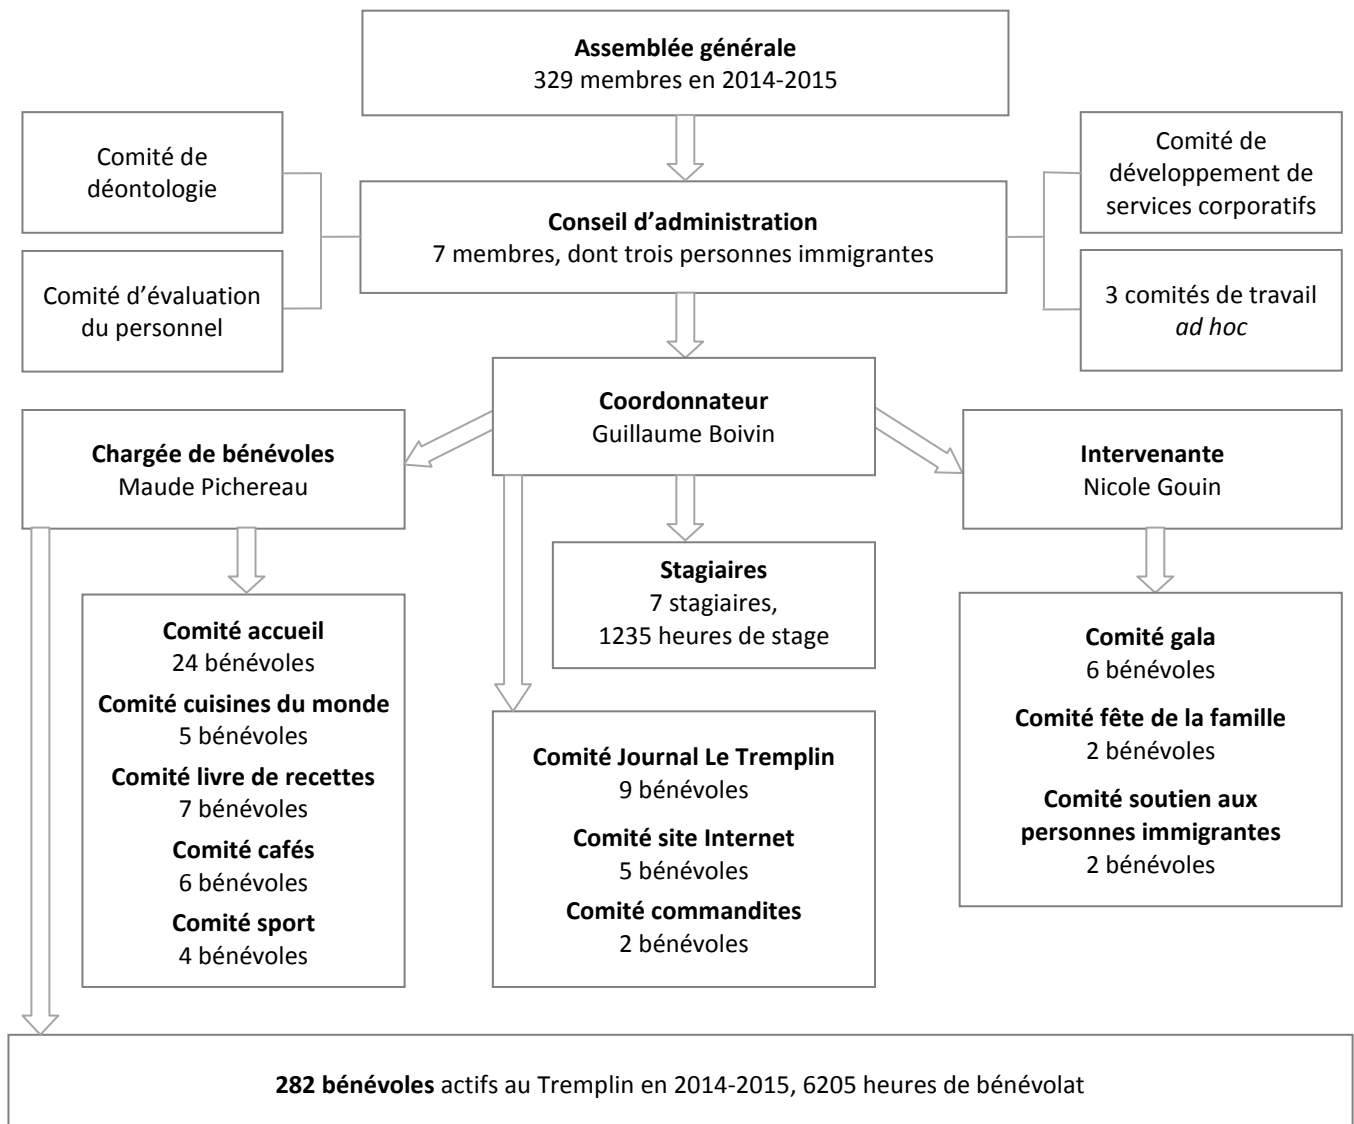 Assemblée générale
329 membres en 2014-2015
Comité de
déontologie
Comité de
développement de
services corporatifs
Conseil d’administration
7 membres, dont trois personnes immigrantes
Comité d’évaluation
du personnel
3 comités de travail
ad hoc
Coordonnateur
Guillaume Boivin
Chargée de bénévoles
Maude Pichereau
Intervenante
Nicole Gouin
Stagiaires
7 stagiaires,
1235 heures de stage
Comité accueil
24 bénévoles
Comité cuisines du monde
5 bénévoles
Comité livre de recettes
7 bénévoles
Comité cafés
6 bénévoles
Comité sport
4 bénévoles
Comité Journal Le Tremplin
9 bénévoles
Comité site Internet
5 bénévoles
Comité commandites
2 bénévoles
Comité gala
6 bénévoles
Comité fête de la famille
2 bénévoles
Comité soutien aux
personnes immigrantes
2 bénévoles
282 bénévoles actifs au Tremplin en 2014-2015, 6205 heures de bénévolat